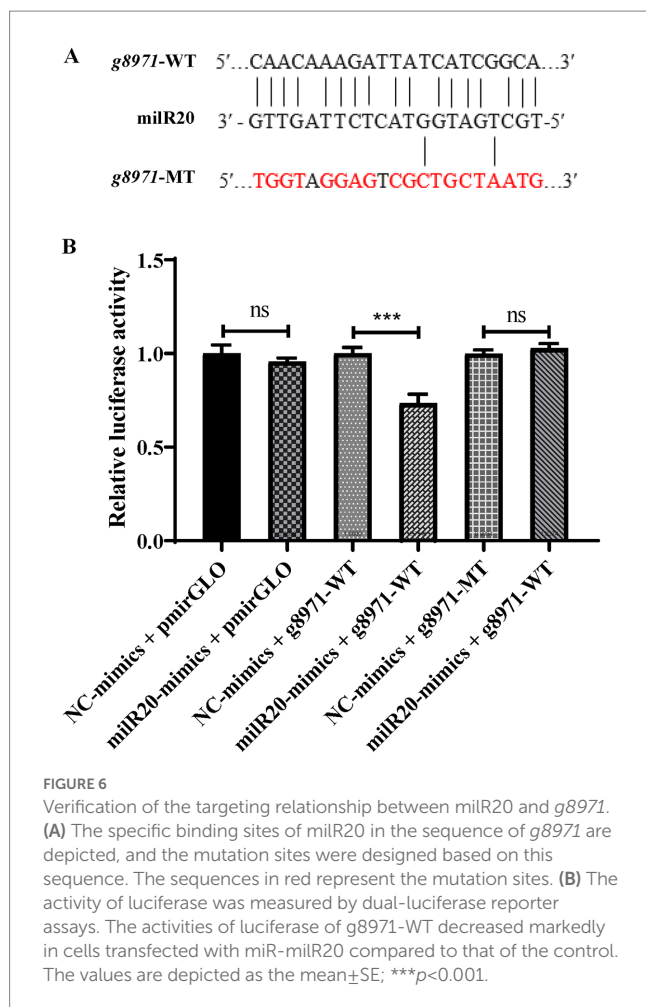 A
g8971-WT 5′…CAACAAAGATTATCATCGGCA…3′
milR20 3′ - GTTGATTCTCATGGTAGTCGT-5′
g8971-MT 5′…TGGTAGGAGTCGCTGCTAATG…3′
B
Relative luciferase activity
1.5
1.0
0.5
0.0
ns
***
ns
NC-mimics + pmirGLO
milR20-mimics + pmirGLO
NC-mimics + g8971-WT
milR20-mimics + g8971-WT
NC-mimics + g8971-MT
milR20-mimics + g8971-WT
FIGURE 6
Verification of the targeting relationship between milR20 and g8971.
(A) The specific binding sites of milR20 in the sequence of g8971 are
depicted, and the mutation sites were designed based on this
sequence. The sequences in red represent the mutation sites. (B) The
activity of luciferase was measured by dual-luciferase reporter
assays. The activities of luciferase of g8971-WT decreased markedly
in cells transfected with miR-milR20 compared to that of the control.
The values are depicted as the mean±SE; ***p<0.001.